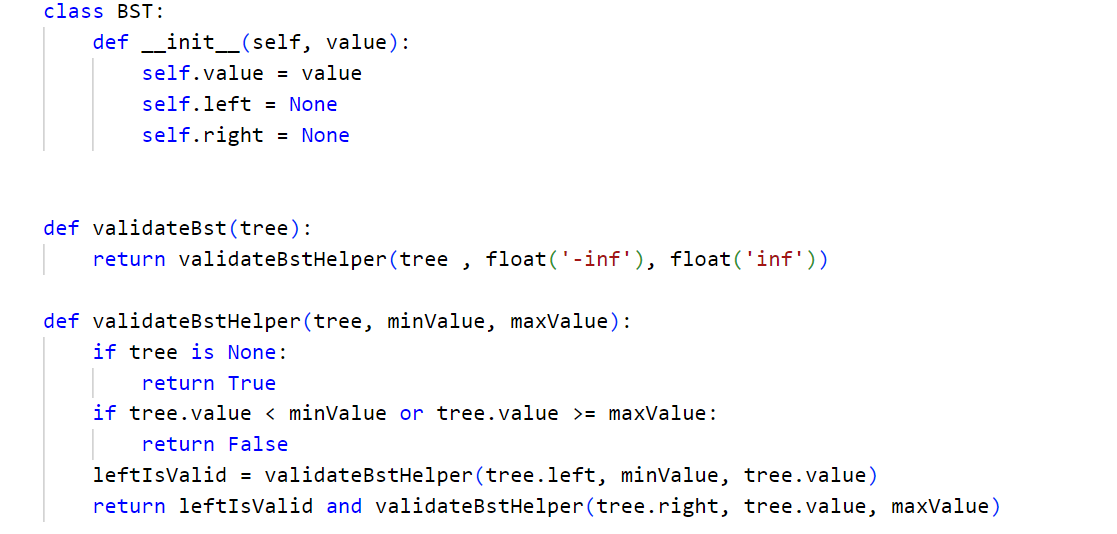 class BST:
    def __init__(self, value):
        self.value = value
        self.left = None
        self.right = None
def validateBst(tree):
    return validateBstHelper(tree , float('-inf'), float('inf'))
def validateBstHelper(tree, minValue, maxValue):
    if tree is None:
        return True
    if tree.value < minValue or tree.value >= maxValue:
        return False
    leftIsValid = validateBstHelper(tree.left, minValue, tree.value)
    return leftIsValid and validateBstHelper(tree.right, tree.value, maxValue)